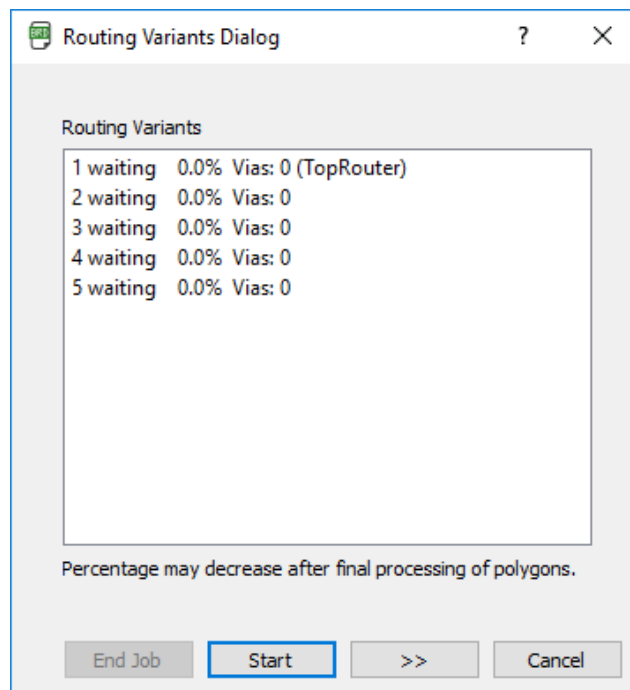 BRD Routing Variants Dialog ? ×
Routing Variants
1 waiting 0.0% Vias: 0 (TopRouter)
2 waiting 0.0% Vias: 0
3 waiting 0.0% Vias: 0
4 waiting 0.0% Vias: 0
5 waiting 0.0% Vias: 0
Percentage may decrease after final processing of polygons.
End Job Start >> Cancel